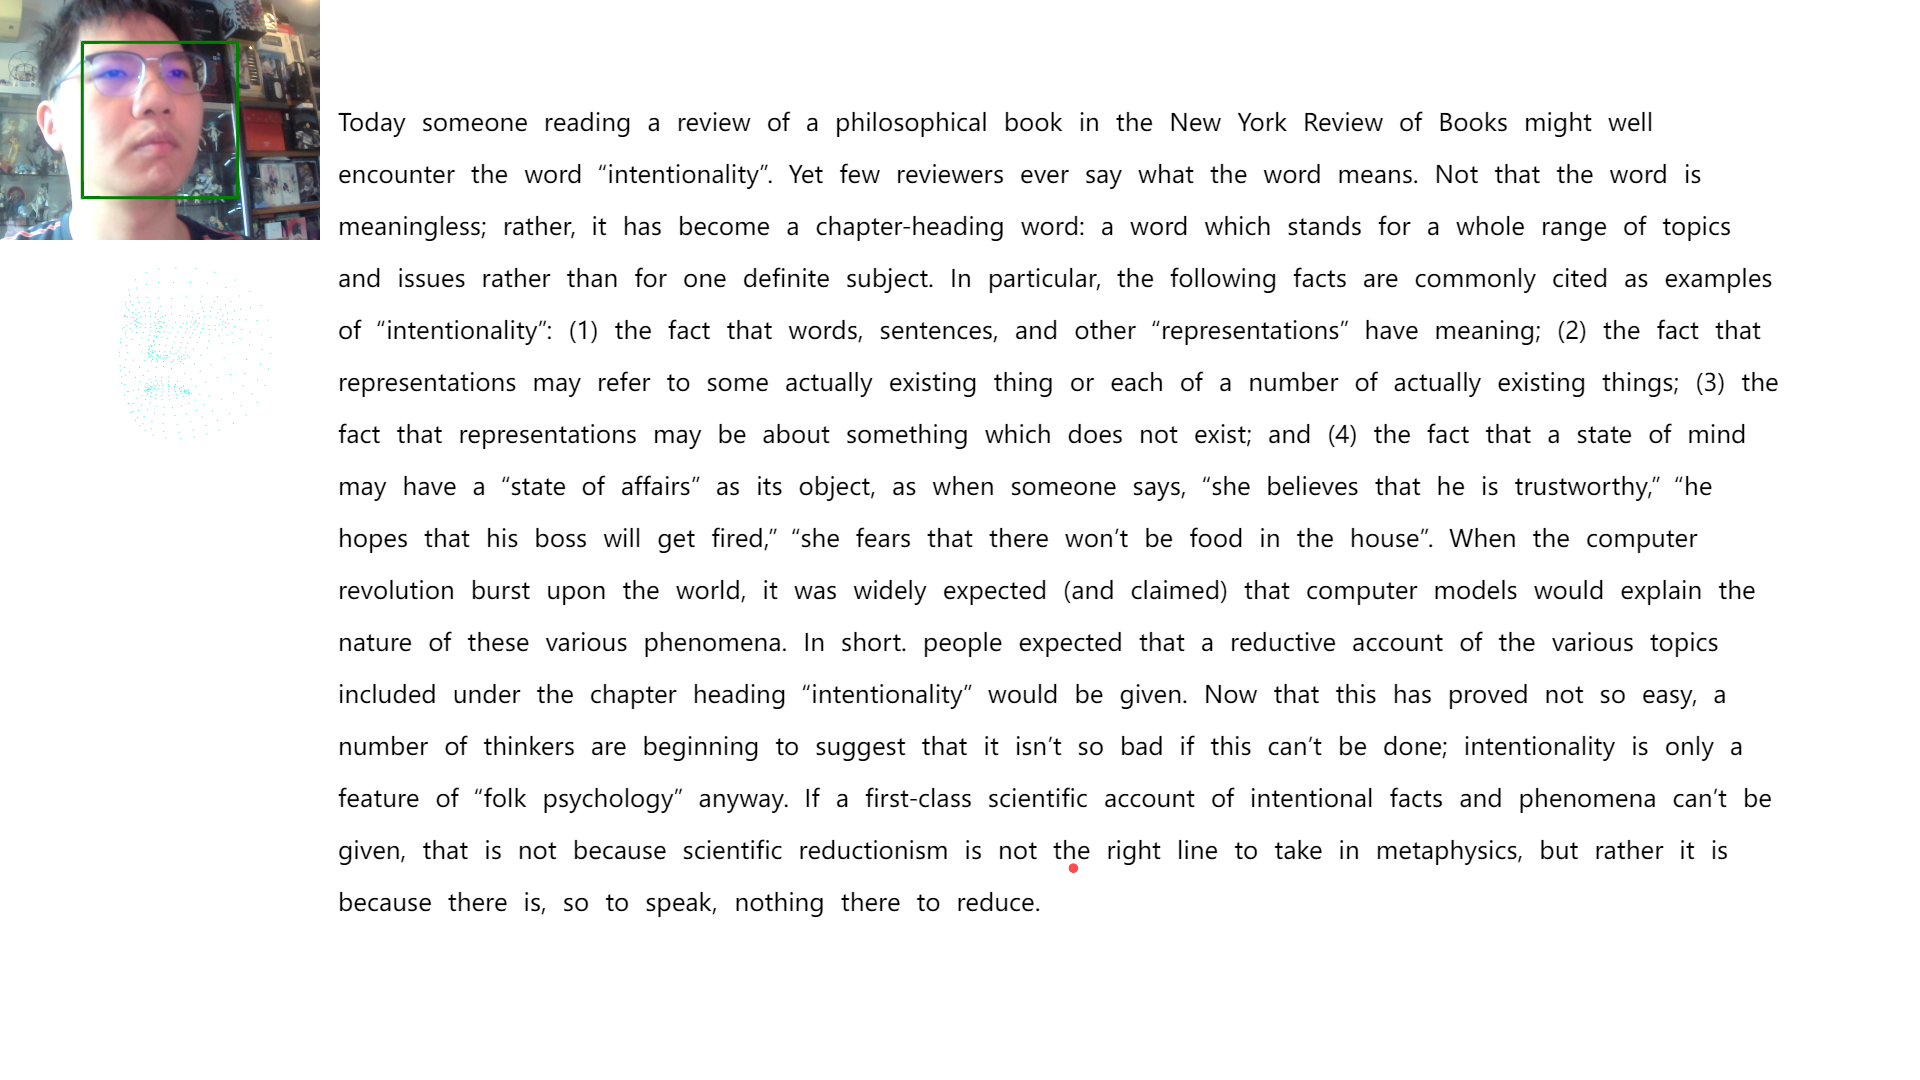 Today someone reading a review of a philosophical book in the New York Review of Books might well
encounter the word “intentionality”. Yet few reviewers ever say what the word means. Not that the word is
meaningless; rather, it has become a chapter-heading word: a word which stands for a whole range of topics
and issues rather than for one definite subject. In particular, the following facts are commonly cited as examples
of “intentionality”: (1) the fact that words, sentences, and other “representations” have meaning; (2) the fact that
representations may refer to some actually existing thing or each of a number of actually existing things; (3) the
fact that representations may be about something which does not exist; and (4) the fact that a state of mind
may have a “state of affairs” as its object, as when someone says, “she believes that he is trustworthy,” “he
hopes that his boss will get fired,” “she fears that there won’t be food in the house”. When the computer
revolution burst upon the world, it was widely expected (and claimed) that computer models would explain the
nature of these various phenomena. In short. people expected that a reductive account of the various topics
included under the chapter heading “intentionality” would be given. Now that this has proved not so easy, a
number of thinkers are beginning to suggest that it isn’t so bad if this can’t be done; intentionality is only a
feature of “folk psychology” anyway. If a first-class scientific account of intentional facts and phenomena can’t be
given, that is not because scientific reductionism is not the right line to take in metaphysics, but rather it is
because there is, so to speak, nothing there to reduce.